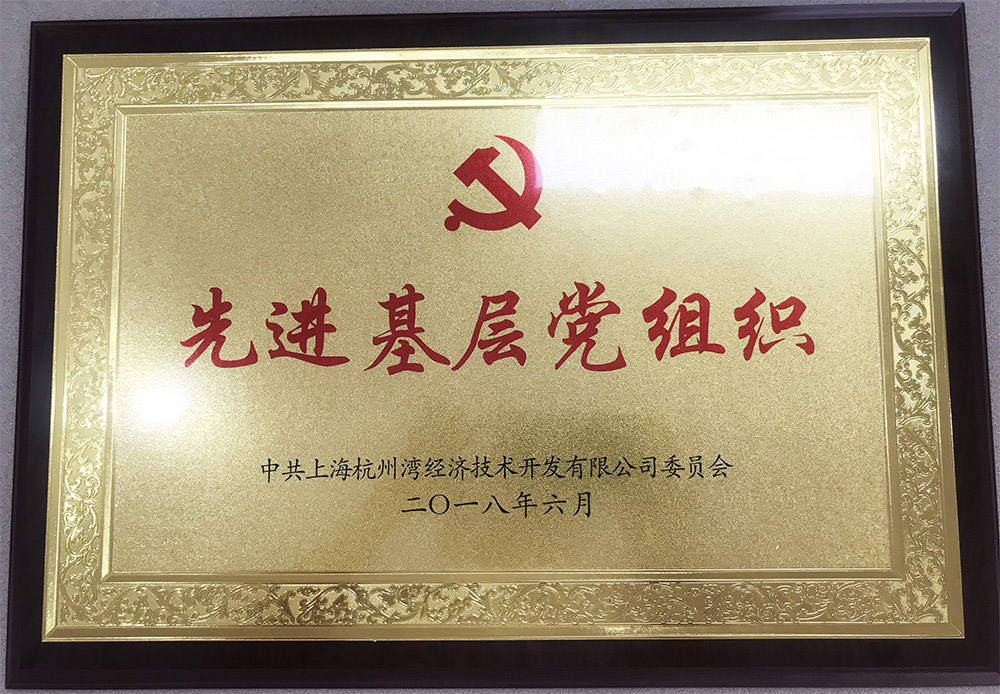 先进基层党组织
中共上海杭州湾经济技术开发有限公司委员会
二〇一八年六月